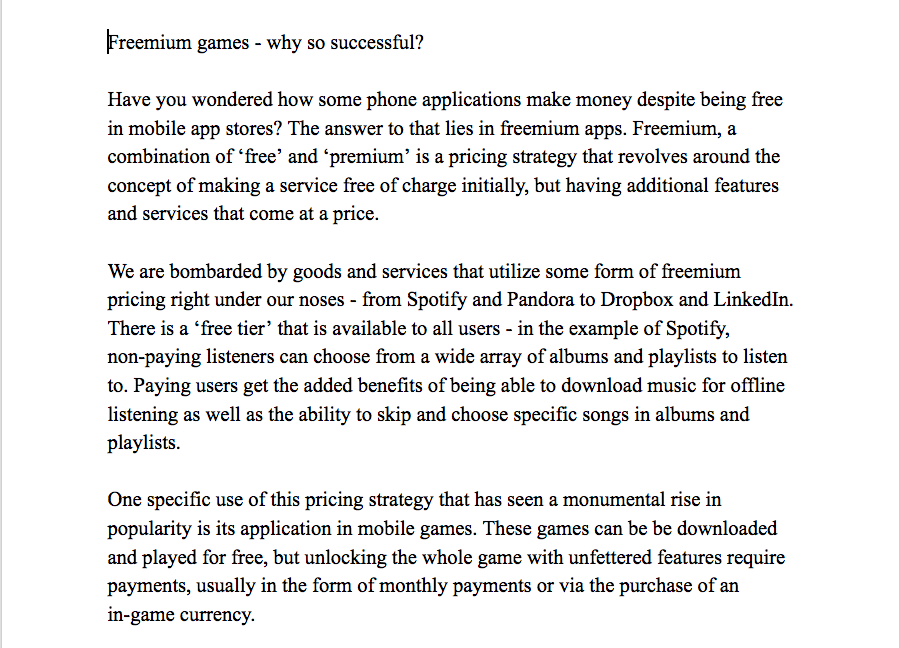 Freemium games - why so successful?
Have you wondered how some phone applications make money despite being free
in mobile app stores? The answer to that lies in freemium apps. Freemium, a
combination of ‘free’ and ‘premium’ is a pricing strategy that revolves around the
concept of making a service free of charge initially, but having additional features
and services that come at a price.
We are bombarded by goods and services that utilize some form of freemium
pricing right under our noses - from Spotify and Pandora to Dropbox and LinkedIn.
There is a ‘free tier’ that is available to all users - in the example of Spotify,
non-paying listeners can choose from a wide array of albums and playlists to listen
to. Paying users get the added benefits of being able to download music for offline
listening as well as the ability to skip and choose specific songs in albums and
playlists.
One specific use of this pricing strategy that has seen a monumental rise in
popularity is its application in mobile games. These games can be be downloaded
and played for free, but unlocking the whole game with unfettered features require
payments, usually in the form of monthly payments or via the purchase of an
in-game currency.